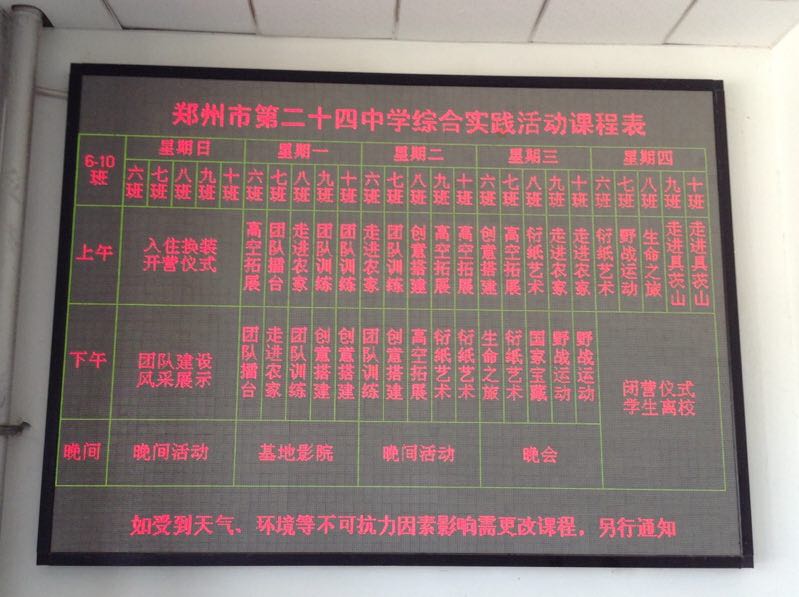 郑州市第二十四中学综合实践活动课程表
6-10班 星期日 星期一 星期二 星期三 星期四
六班 七班 八班 九班 十班 六班 七班 八班 九班 十班 六班 七班 八班 九班 十班 六班 七班 八班 九班 十班 六班 七班 八班 九班 十班
上午 入住换装 开营仪式 高空拓展 团队擂台 走进农家 团队训练 团队训练 走进农家 团队训练 创意搭建 高空拓展 高空拓展 创意搭建 高空拓展 衍纸艺术 走进农家 走进农家 衍纸艺术 野战运动 生命之旅 走进具茨山 走进具茨山
下午 团队建设 风采展示 团队擂台 走进农家 团队训练 创意搭建 创意搭建 团队训练 创意搭建 高空拓展 衍纸艺术 衍纸艺术 生命之旅 衍纸艺术 国家宝藏 野战运动 野战运动 闭营仪式 学生离校
晚间 晚间活动 基地影院 晚间活动 晚会
如受到天气、环境等不可抗力因素影响需更改课程，另行通知